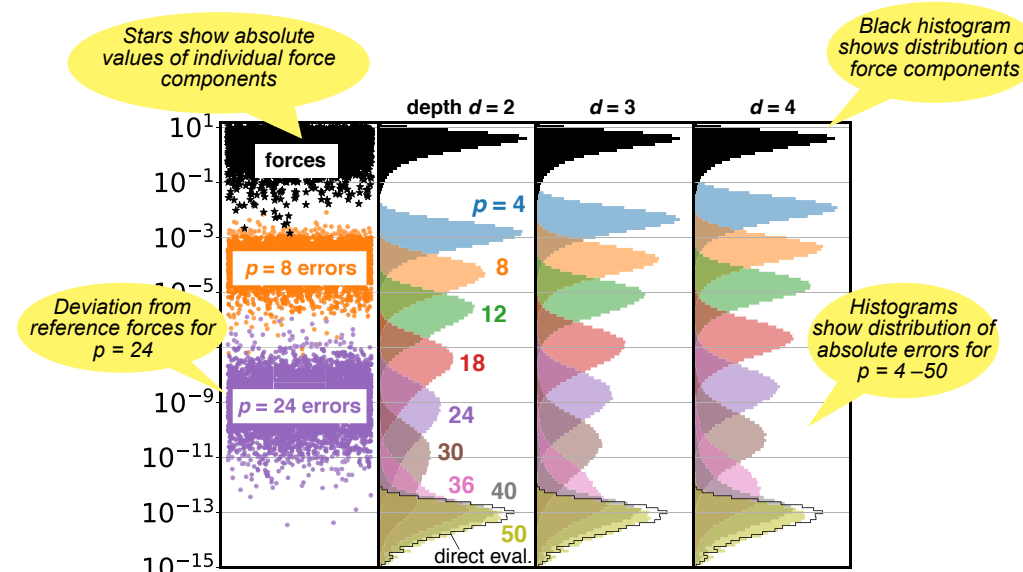 Stars show absolute
values of individual force
components
Black histogram
shows distribution o
force components
depth d = 2
d = 3
d = 4
10¹
forces
10⁻¹
p = 4
10⁻³
p = 8 errors
8
10⁻⁵
Deviation from
reference forces for
p = 24
12
Histograms
show distribution of
absolute errors for
p = 4 –50
18
10⁻⁹
p = 24 errors
24
10⁻¹¹
30
36
40
10⁻¹³
50
direct eval.
10⁻¹⁵